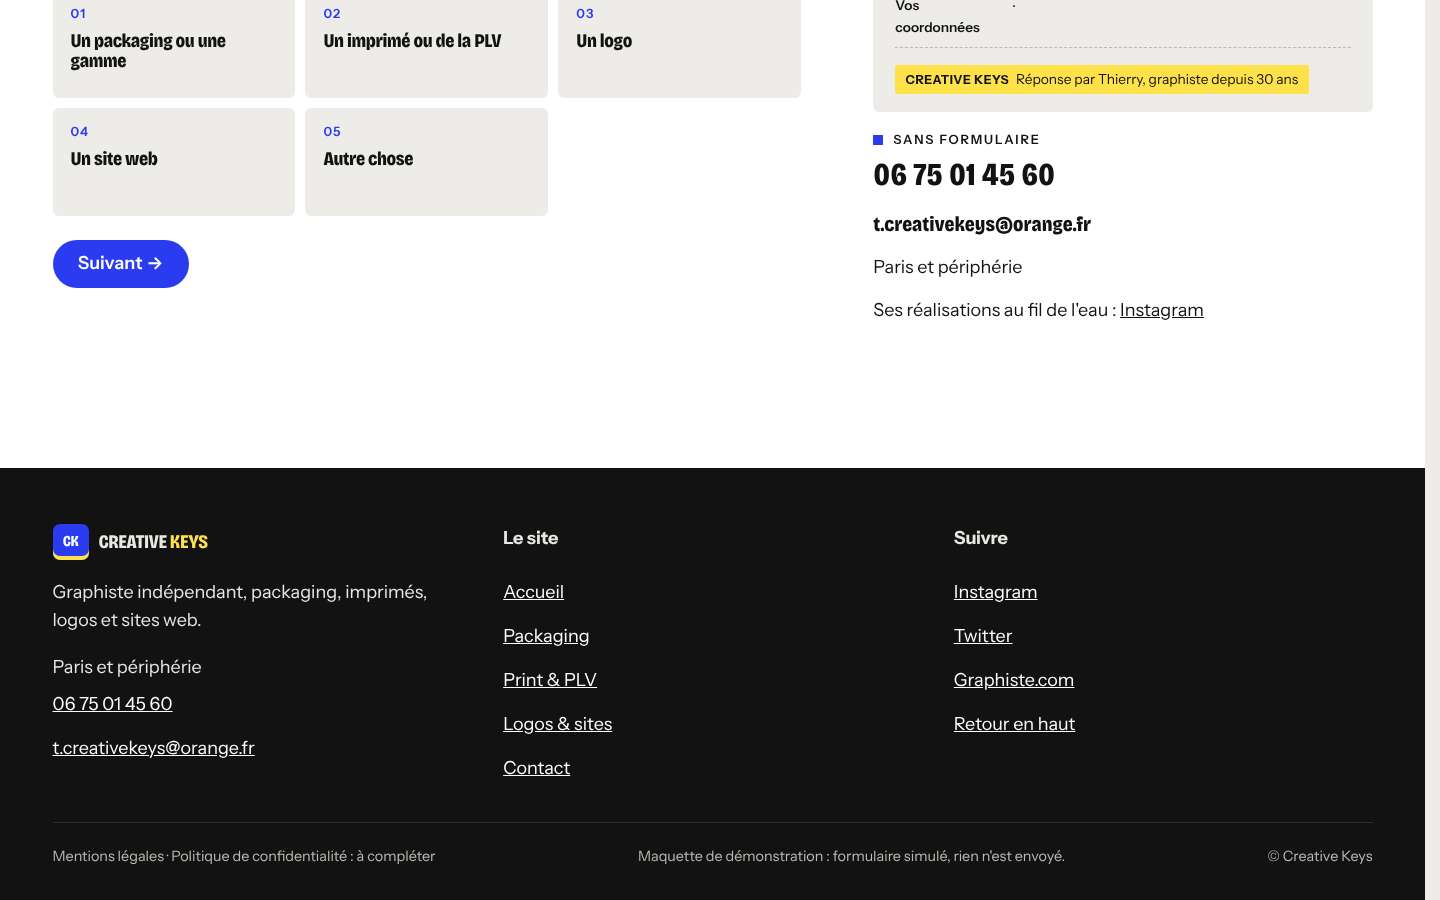 01
Un packaging ou une
gamme
02
Un imprimé ou de la PLV
03
Un logo
04
Un site web
05
Autre chose
Suivant →
Vos
coordonnées
·
CREATIVE KEYS Réponse par Thierry, graphiste depuis 30 ans
SANS FORMULAIRE
06 75 01 45 60
t.creativekeys@orange.fr
Paris et périphérie
Ses réalisations au fil de l'eau : Instagram
CK CREATIVE KEYS
Graphiste indépendant, packaging, imprimés,
logos et sites web.
Paris et périphérie
06 75 01 45 60
t.creativekeys@orange.fr
Le site
Accueil
Packaging
Print & PLV
Logos & sites
Contact
Suivre
Instagram
Twitter
Graphiste.com
Retour en haut
Mentions légales · Politique de confidentialité : à compléter
Maquette de démonstration : formulaire simulé, rien n'est envoyé.
© Creative Keys